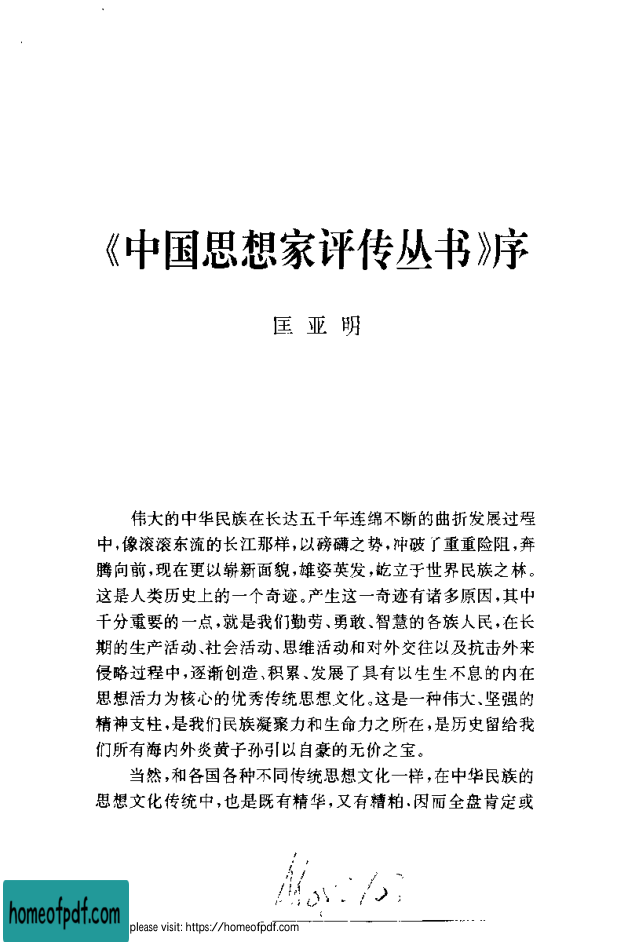 《中国思想家评传丛书》序
匡亚明
伟大的中华民族在长达五千年连绵不断的曲折发展过程
中,像滚滚东流的长江那样,以磅礴之势,冲破了重重险阻,奔
腾向前,现在更以崭新面貌,雄姿英发,屹立于世界民族之林。
这是人类历史上的一个奇迹。产生这一奇迹有诸多原因,其中
十分重要的一点,就是我们勤劳、勇敢、智慧的各族人民,在长
期的生产活动、社会活动、思维活动和对外交往以及抗击外来
侵略过程中,逐渐创造、积累、发展了具有以生生不息的内在
思想活力为核心的优秀传统思想文化。这是一种伟大、坚强的
精神支柱,是我们民族凝聚力和生命力之所在,是历史留给我
们所有海内外炎黄子孙引以自豪的无价之宝。
当然,和各国各种不同传统思想文化一样,在中华民族的
思想文化传统中,也是既有精华,又有糟粕,因而全盘肯定或
homeofpdf.com
please visit: https://homeofpdf.com